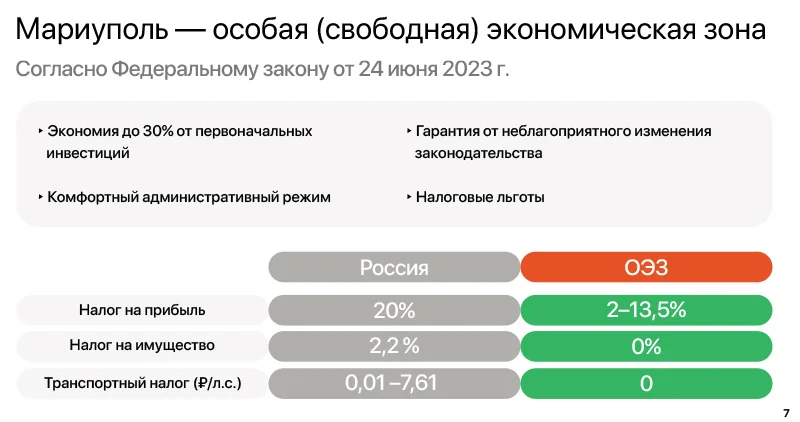 Мариуполь — особая (свободная) экономическая зона
Согласно Федеральному закону от 24 июня 2023 г.
‣ Экономия до 30% от первоначальных
инвестиций
‣ Гарантия от неблагоприятного изменения
законодательства
‣ Комфортный административный режим
‣ Налоговые льготы
Россия
ОЭЗ
Налог на прибыль
20%
2–13,5%
Налог на имущество
2,2 %
0%
Транспортный налог (₽/л.с.)
0,01 –7,61
0
7